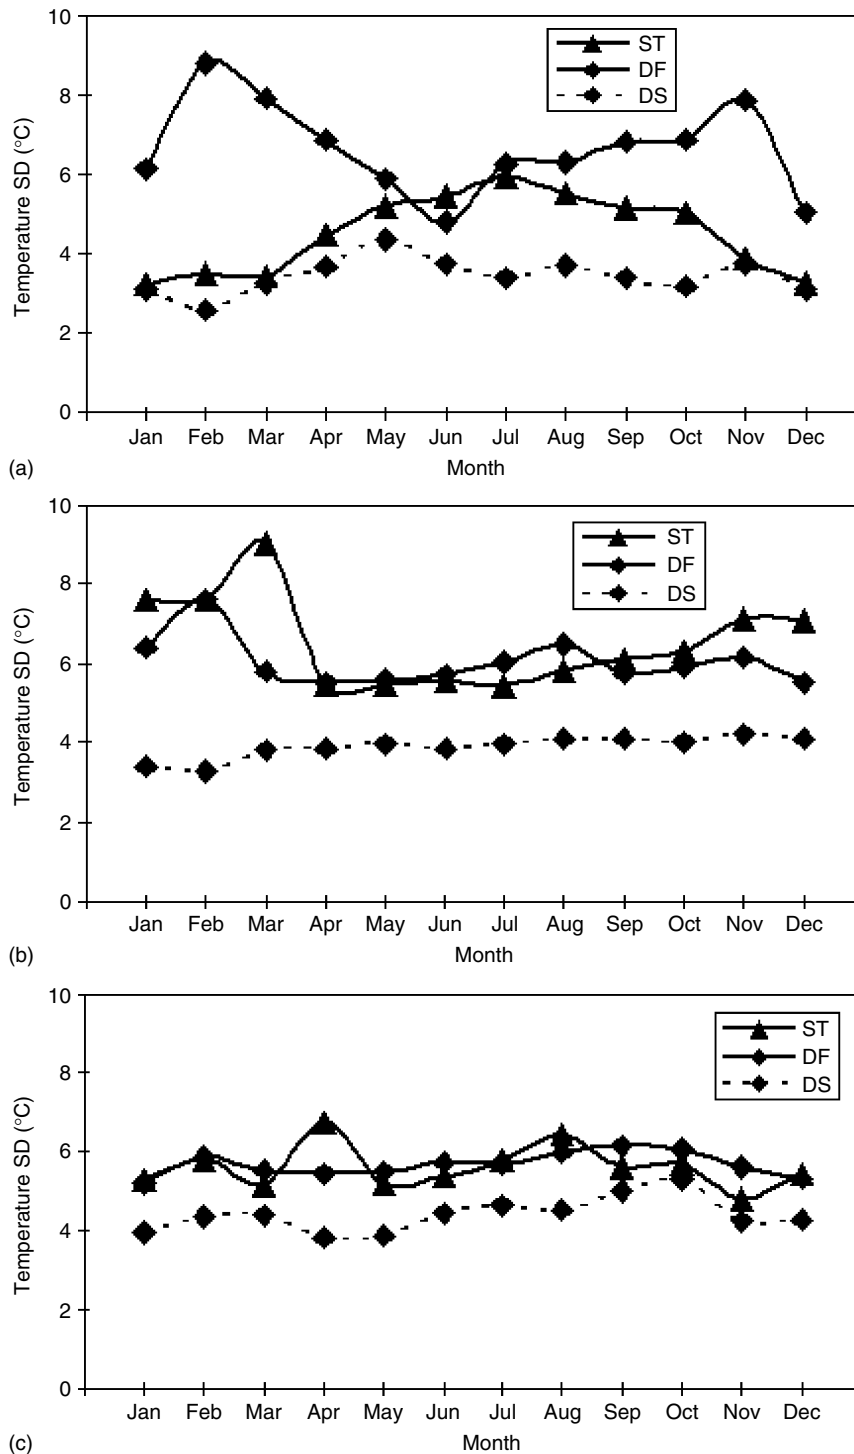 10
8
6
4
2
0
Temperature SD (°C)
ST
DF
DS
Jan Feb Mar Apr May Jun Jul Aug Sep Oct Nov Dec
Month
(a)
10
8
6
4
2
0
Temperature SD (°C)
ST
DF
DS
Jan Feb Mar Apr May Jun Jul Aug Sep Oct Nov Dec
Month
(b)
10
8
6
4
2
0
Temperature SD (°C)
ST
DF
DS
Jan Feb Mar Apr May Jun Jul Aug Sep Oct Nov Dec
Month
(c)